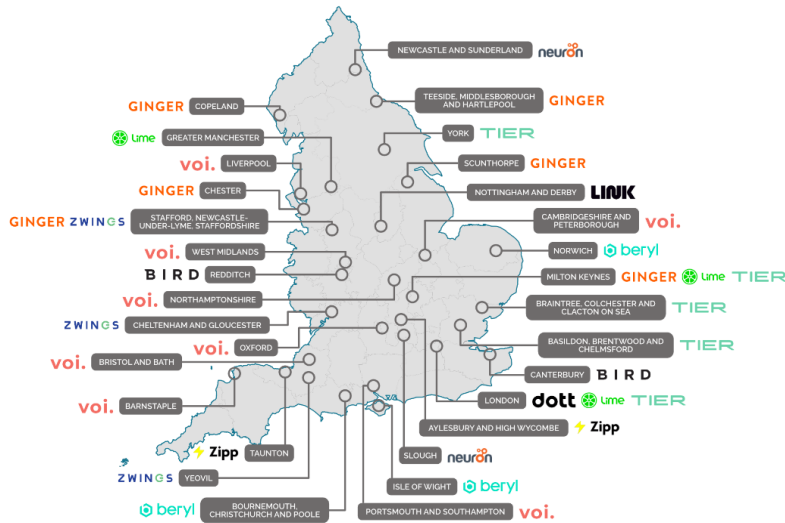 NEWCASTLE AND SUNDERLAND neuron
TEESIDE, MIDDLESBOROUGH
AND HARTLEPOOL GINGER
GINGER COPELAND
lime GREATER MANCHESTER
YORK TIER
voi. LIVERPOOL
SCUNTHORPE GINGER
GINGER CHESTER
NOTTINGHAM AND DERBY LINK
GINGER ZWINGS STAFFORD, NEWCASTLE-
UNDER-LYME, STAFFORDSHIRE
CAMBRIDGESHIRE AND
PETERBOROUGH voi.
voi. WEST MIDLANDS
NORWICH beryl
BIRD REDDITCH
MILTON KEYNES GINGER lime TIER
voi. NORTHAMPTONSHIRE
BRAINTREE, COLCHESTER AND
CLACTON ON SEA TIER
ZWINGS CHELTENHAM AND GLOUCESTER
voi. OXFORD
BASILDON, BRENTWOOD AND
CHELMSFORD TIER
voi. BRISTOL AND BATH
CANTERBURY BIRD
voi. BARNSTAPLE
LONDON dott lime TIER
AYLESBURY AND HIGH WYCOMBE Zipp
Zipp TAUNTON
SLOUGH neuron
ZWINGS YEOVIL
ISLE OF WIGHT beryl
beryl BOURNEMOUTH,
CHRISTCHURCH AND POOLE
PORTSMOUTH AND SOUTHAMPTON voi.